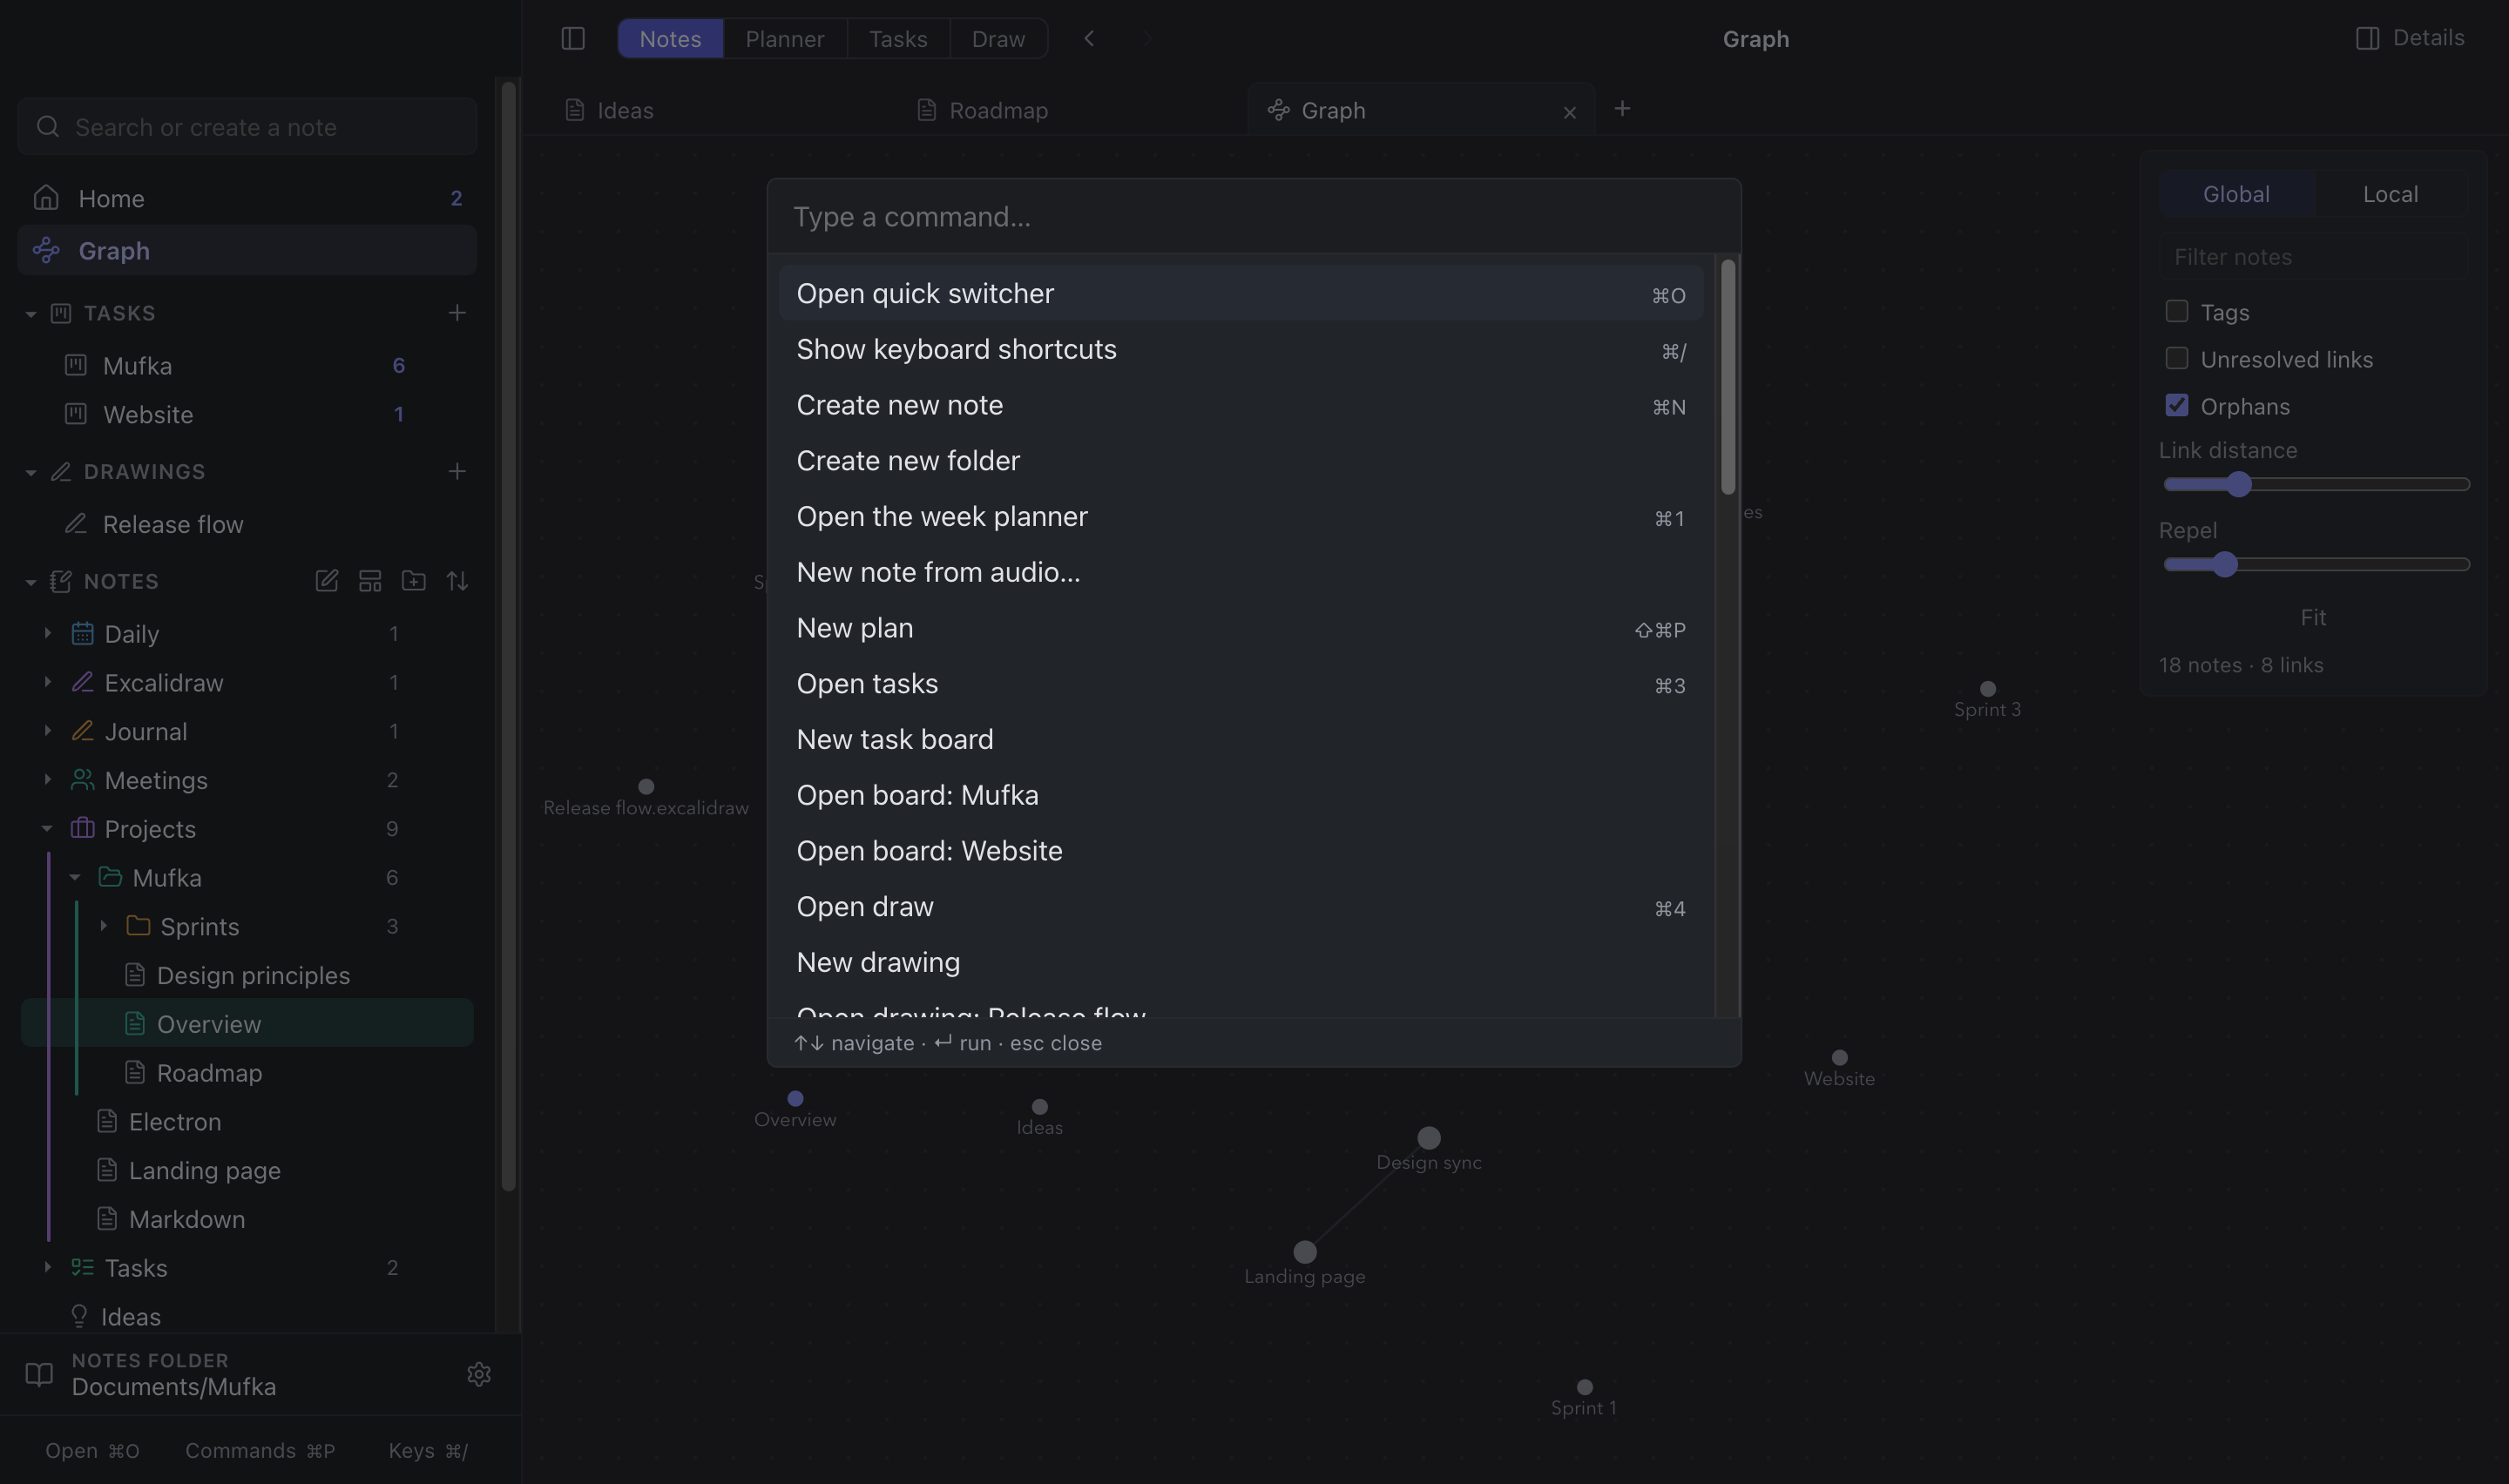 Notes Planner Tasks Draw
Graph
Details
Search or create a note
Home 2
Graph
TASKS
Mufka 6
Website 1
DRAWINGS
Release flow
NOTES
Daily 1
Excalidraw 1
Journal 1
Meetings 2
Projects 9
Mufka 6
Sprints 3
Design principles
Overview
Roadmap
Electron
Landing page
Markdown
Tasks 2
Ideas
NOTES FOLDER
Documents/Mufka
Open ⌘O Commands ⌘P Keys ⌘/
Ideas
Roadmap
Graph
Type a command...
Open quick switcher ⌘O
Show keyboard shortcuts ⌘/
Create new note ⌘N
Create new folder
Open the week planner ⌘1
New note from audio...
New plan ⇧⌘P
Open tasks ⌘3
New task board
Open board: Mufka
Open board: Website
Open draw ⌘4
New drawing
Open drawing: Release flow
↑↓ navigate · ↵ run · esc close
Release flow.excalidraw
Overview
Ideas
Design sync
Landing page
Sprint 1
Website
Sprint 3
Global Local
Filter notes
Tags
Unresolved links
Orphans
Link distance
Repel
Fit
18 notes · 8 links